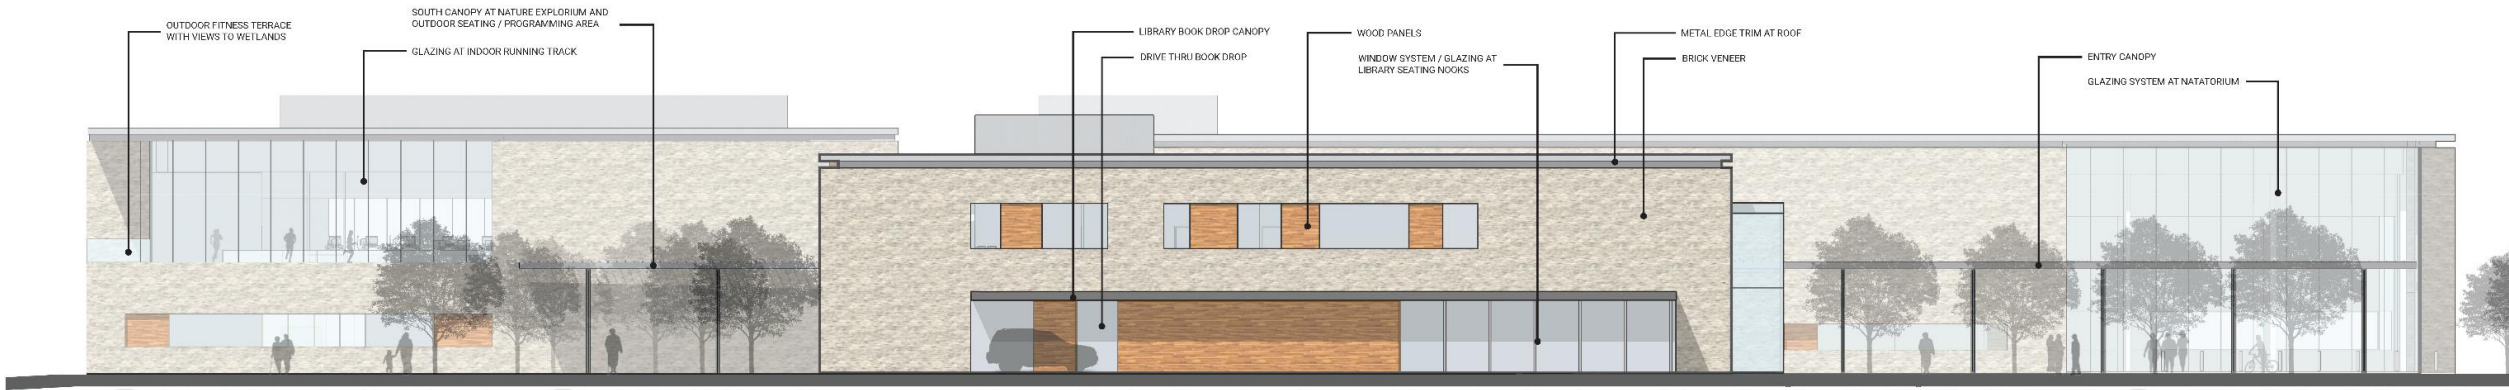 OUTDOOR FITNESS TERRACE
WITH VIEWS TO WETLANDS
SOUTH CANOPY AT NATURE EXPLORIUM AND
OUTDOOR SEATING / PROGRAMMING AREA
GLAZING AT INDOOR RUNNING TRACK
LIBRARY BOOK DROP CANOPY
DRIVE THRU BOOK DROP
WOOD PANELS
WINDOW SYSTEM / GLAZING AT
LIBRARY SEATING NOOKS
METAL EDGE TRIM AT ROOF
BRICK VENEER
ENTRY CANOPY
GLAZING SYSTEM AT NATATORIUM